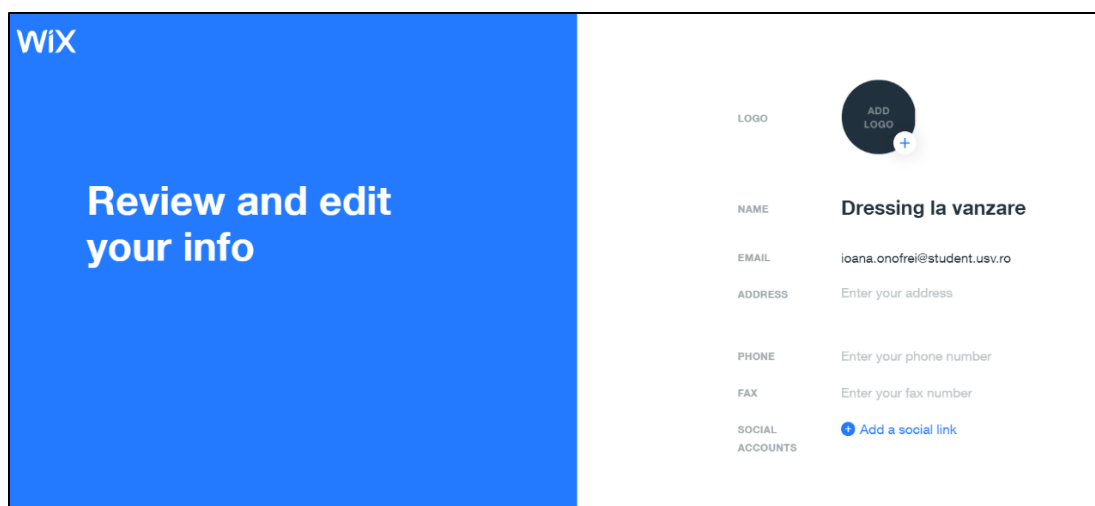 WiX
Review and edit
your info
LOGO
ADD
LOGO
+
NAME
Dressing la vanzare
EMAIL
ioana.onofrei@student.usv.ro
ADDRESS
Enter your address
PHONE
Enter your phone number
FAX
Enter your fax number
SOCIAL
ACCOUNTS
+ Add a social link